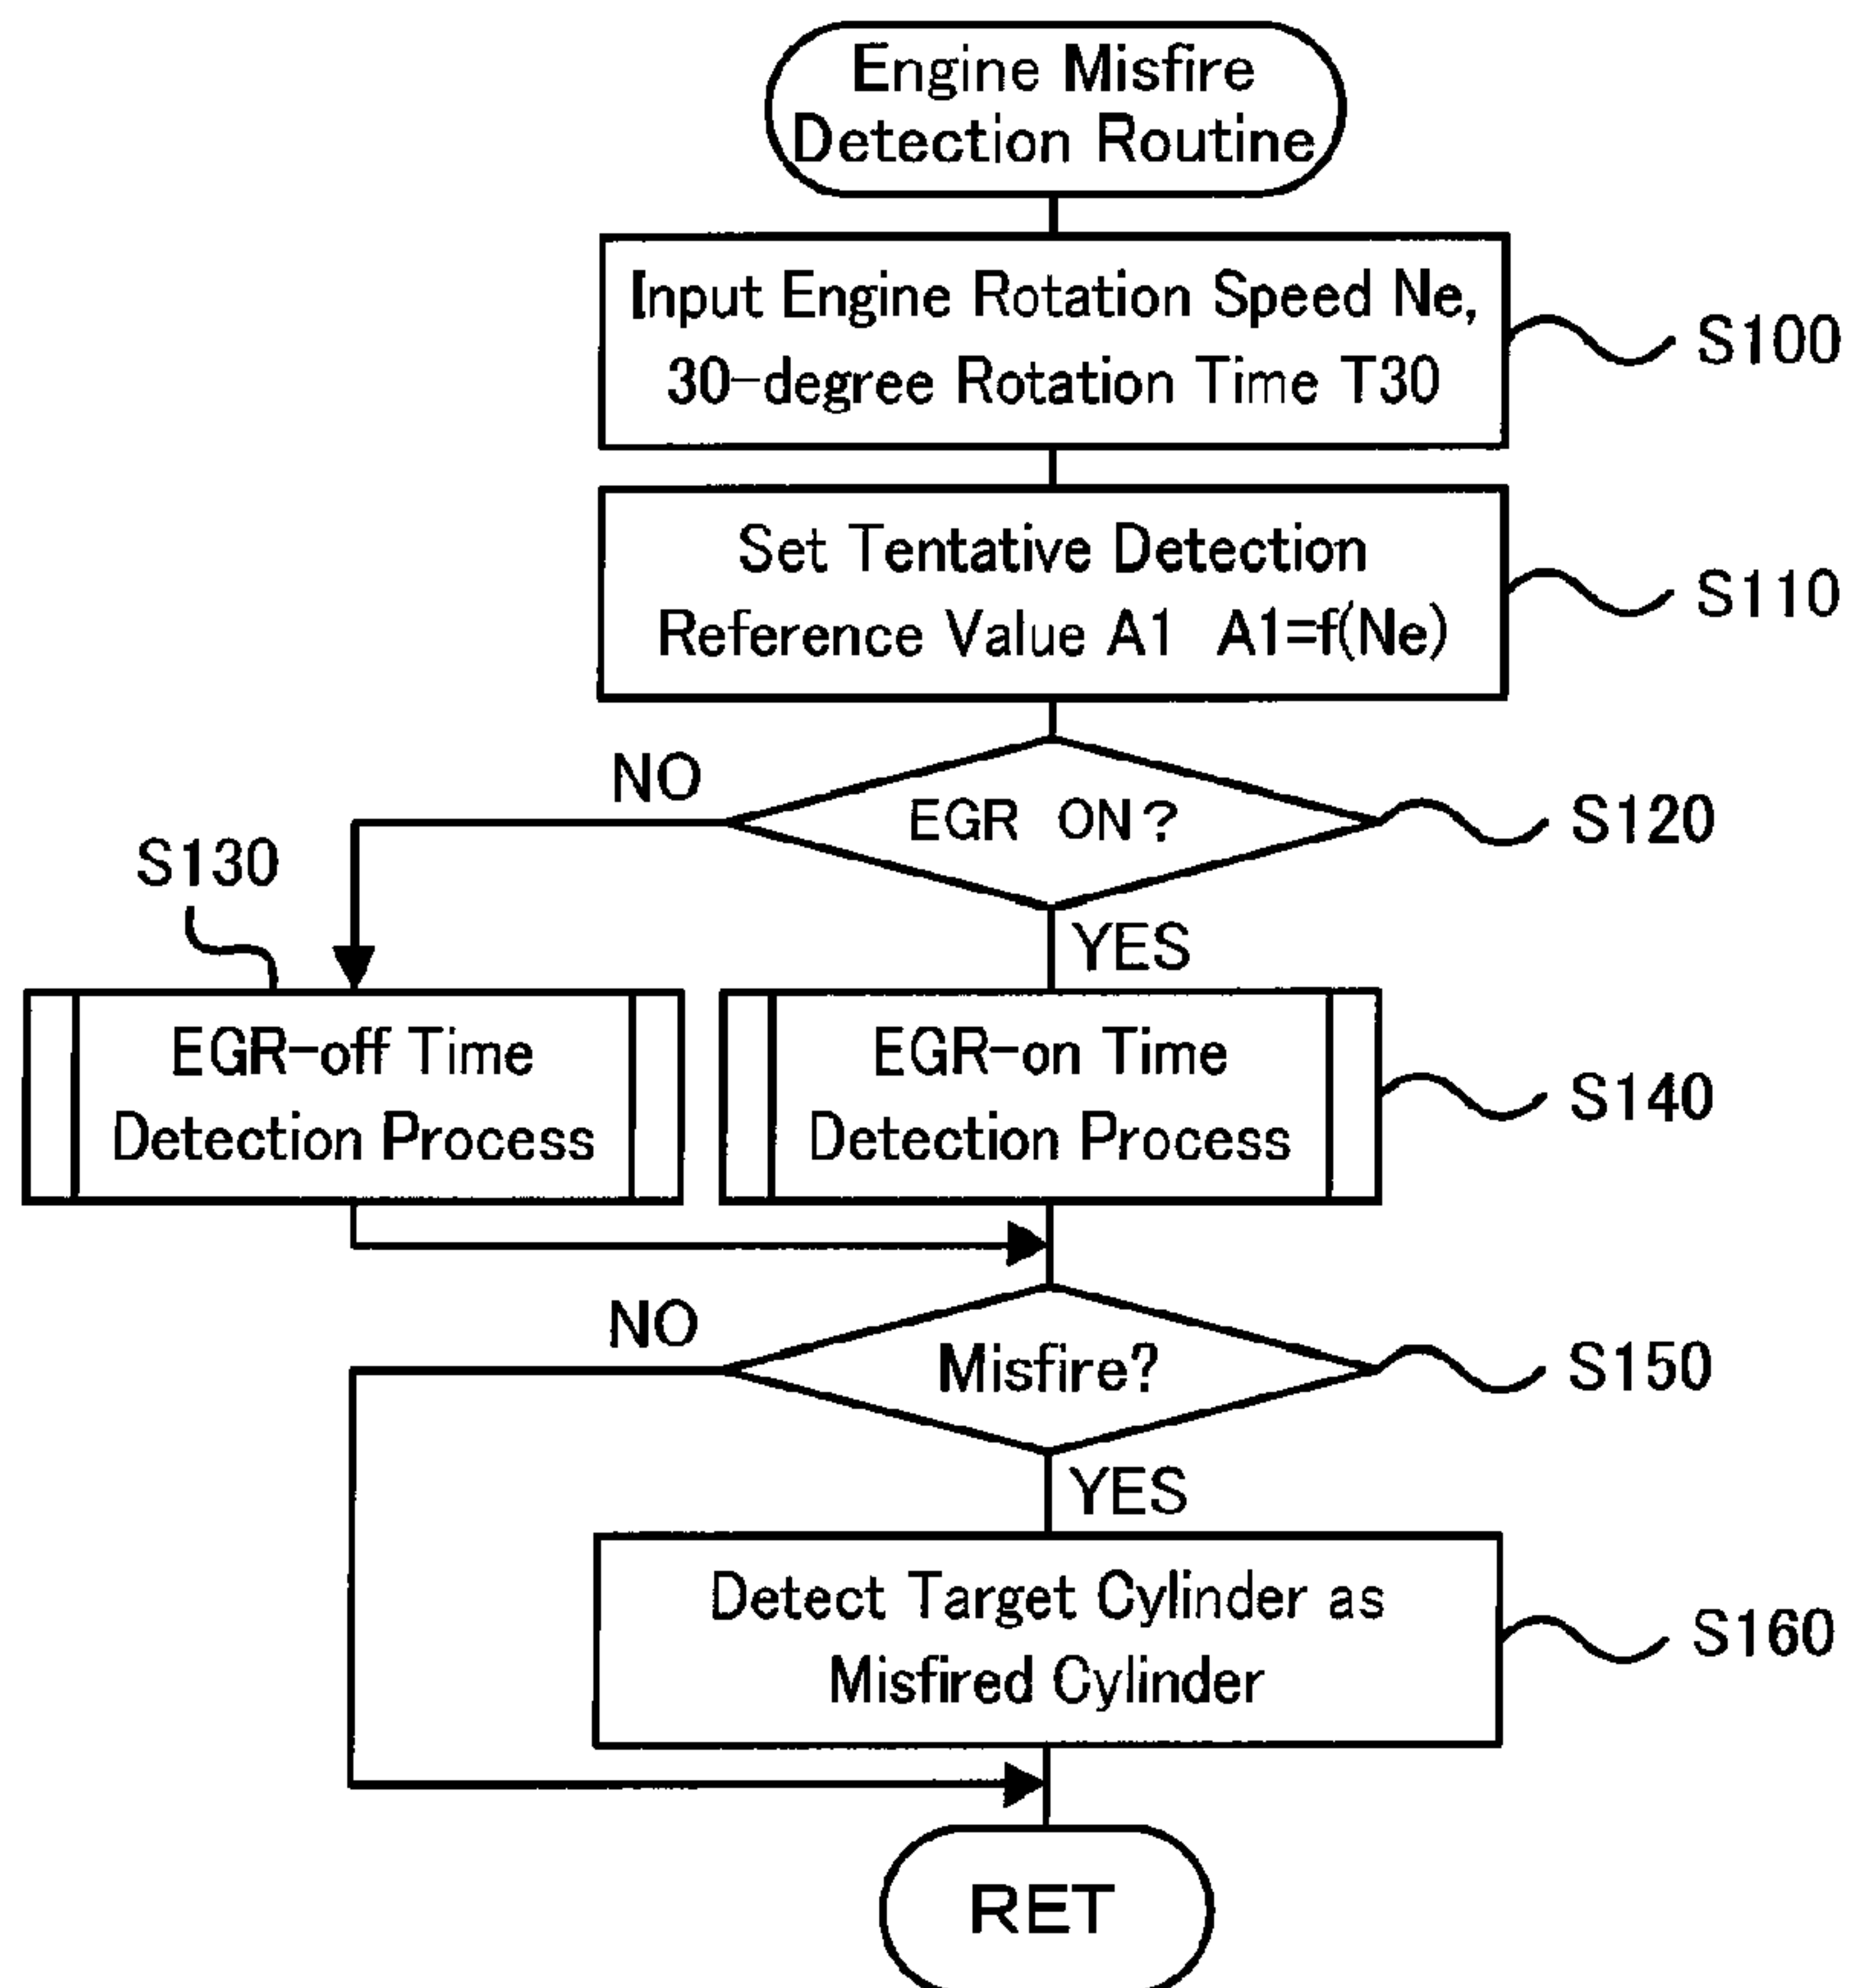 Engine Misfire
Detection Routine
Input Engine Rotation Speed Ne,
30-degree Rotation Time T30
S100
Set Tentative Detection
Reference Value A1 A1=f(Ne)
S110
NO
EGR ON?
S120
S130
YES
EGR-off Time
Detection Process
EGR-on Time
Detection Process
S140
NO
Misfire?
S150
YES
Detect Target Cylinder as
Misfired Cylinder
S160
RET